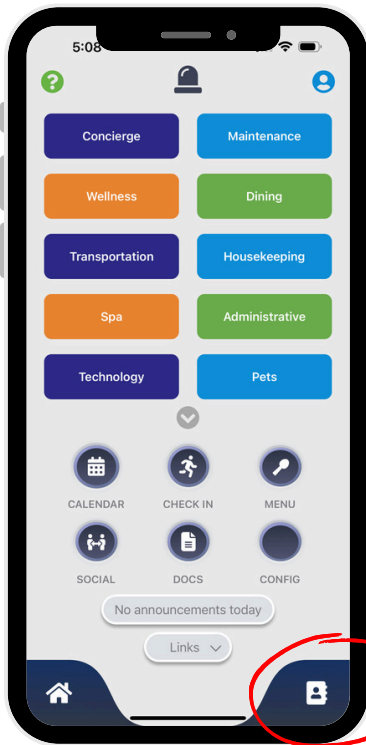 5:08
?
Concierge Maintenance
Wellness Dining
Transportation Housekeeping
Spa Administrative
Technology Pets
CALENDAR CHECK IN MENU
SOCIAL DOCS CONFIG
No announcements today
Links